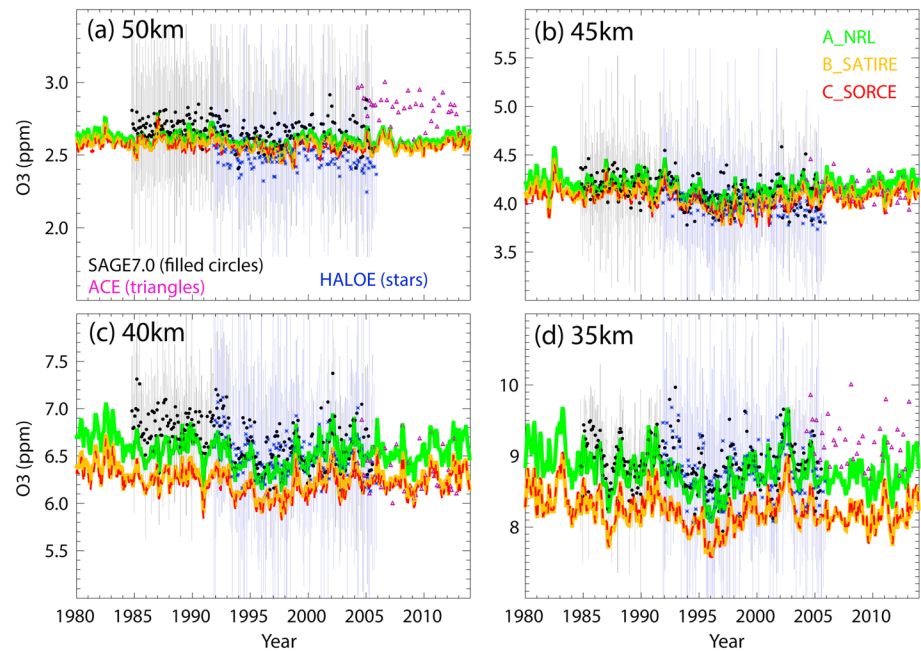 (a) 50km
(b) 45km
A_NRL
B_SATIRE
C_SORCE
3.0
2.5
2.0
O3 (ppm)
SAGE7.0 (filled circles)
ACE (triangles)
HALOE (stars)
5.5
5.0
4.5
4.0
3.5
(c) 40km
(d) 35km
7.5
7.0
6.5
6.0
5.5
O3 (ppm)
10
9
8
1980 1985 1990 1995 2000 2005 2010
Year
1980 1985 1990 1995 2000 2005 2010
Year